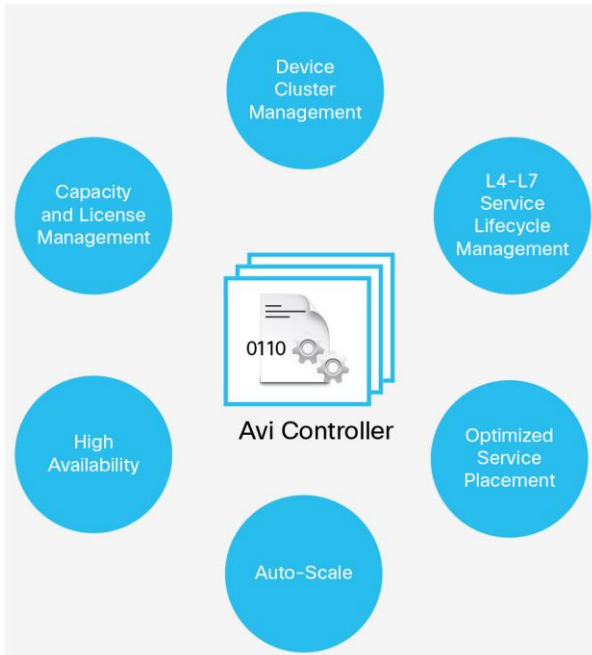 Device
Cluster
Management
Capacity
and License
Management
L4-L7
Service
Lifecycle
Management
0110
Avi Controller
High
Availability
Optimized
Service
Placement
Auto-Scale